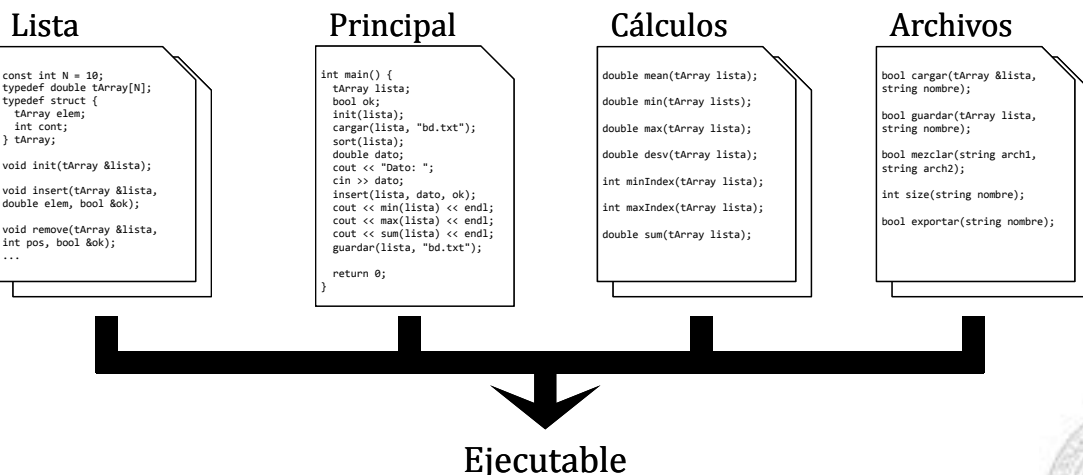 Lista
const int N = 10;
typedef double tArray[N];
typedef struct {
  tArray elem;
  int cont;
} tArray;
void init(tArray &lista);
void insert(tArray &lista,
double elem, bool &ok);
void remove(tArray &lista,
int pos, bool &ok);
...
Principal
int main() {
  tArray lista;
  bool ok;
  init(lista);
  cargar(lista, "bd.txt");
  sort(lista);
  double dato;
  cout << "Dato: ";
  cin >> dato;
  insert(lista, dato, ok);
  cout << min(lista) << endl;
  cout << max(lista) << endl;
  cout << sum(lista) << endl;
  guardar(lista, "bd.txt");
  return 0;
}
Cálculos
double mean(tArray lista);
double min(tArray lists);
double max(tArray lista);
double desv(tArray lista);
int minIndex(tArray lista);
int maxIndex(tArray lista);
double sum(tArray lista);
Archivos
bool cargar(tArray &lista,
string nombre);
bool guardar(tArray lista,
string nombre);
bool mezclar(string arch1,
string arch2);
int size(string nombre);
bool exportar(string nombre);
Ejecutable